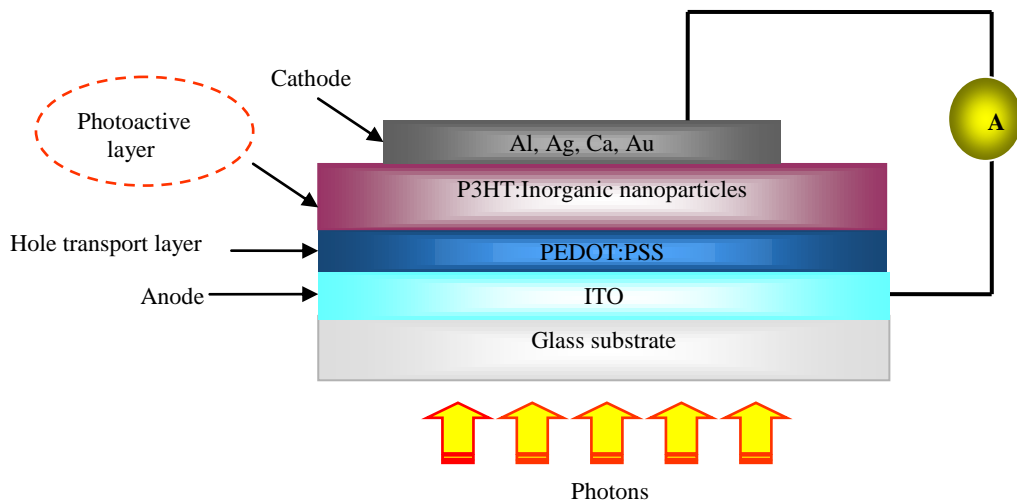 Cathode
Photoactive
layer
A
Al, Ag, Ca, Au
P3HT:Inorganic nanoparticles
Hole transport layer
PEDOT:PSS
Anode
ITO
Glass substrate
Photons